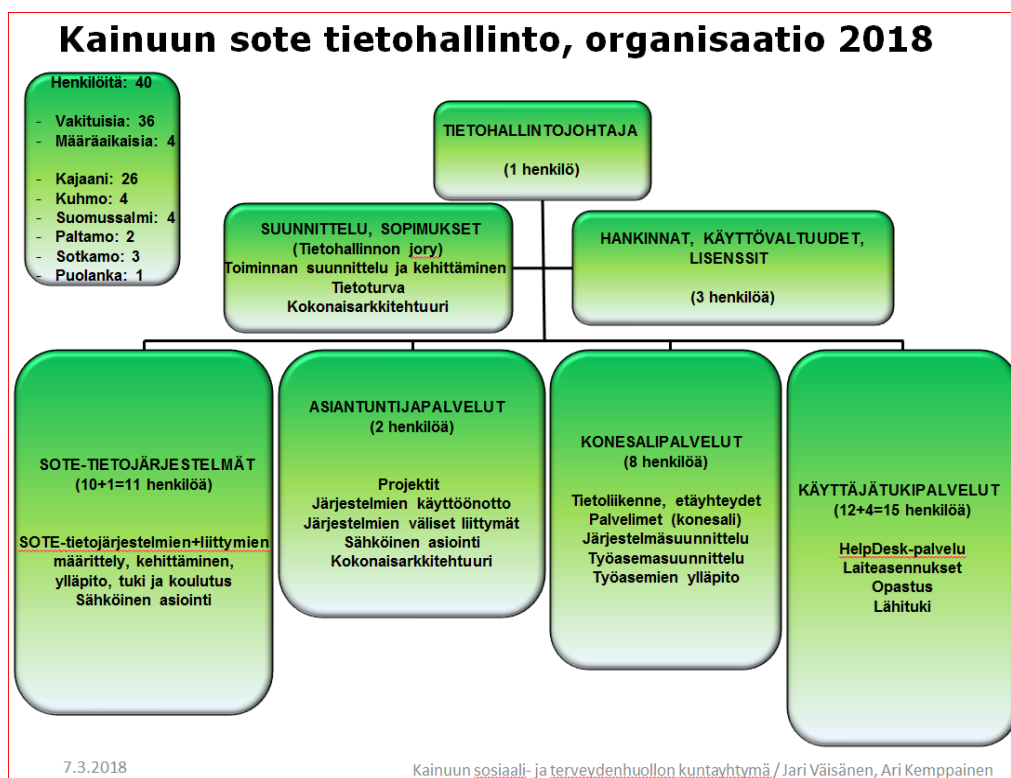 Kainuun sote tietohallinto, organisaatio 2018
Henkilöitä: 40
- Vakituisia: 36
- Määräaikaisia: 4
- Kajaani: 26
- Kuhmo: 4
- Suomussalmi: 4
- Paltamo: 2
- Sotkamo: 3
- Puolanka: 1
TIETOHALLINTOJOHTAJA
(1 henkilö)
SUUNNITTELU, SOPIMUKSET
(Tietohallinnon jory)
Toiminnan suunnittelu ja kehittäminen
Tietoturva
Kokonaisarkkitehtuuri
HANKINNAT, KÄYTTÖVALTUUDET,
LISENSSIT
(3 henkilöä)
SOTE-TIETOJÄRJESTELMÄT
(10+1=11 henkilöä)
SOTE-tietojärjestelmien+liittymien
määrittely, kehittäminen,
ylläpito, tuki ja koulutus
Sähköinen asiointi
ASIANTUNTIJAPALVELUT
(2 henkilöä)
Projektit
Järjestelmien käyttöönotto
Järjestelmien väliset liittymät
Sähköinen asiointi
Kokonaisarkkitehtuuri
KONESALIPALVELUT
(8 henkilöä)
Tietoliikenne, etäyhteydet
Palvelimet (konesali)
Järjestelmäsuunnittelu
Työasemasuunnittelu
Työasemien ylläpito
KÄYTTÄJÄTUKIPALVELUT
(12+4=15 henkilöä)
HelpDesk-palvelu
Laiteasennukset
Opastus
Lähituki
7.3.2018
Kainuun sosiaali- ja terveydenhuollon kuntayhtymä / Jari Väisänen, Ari Kemppainen